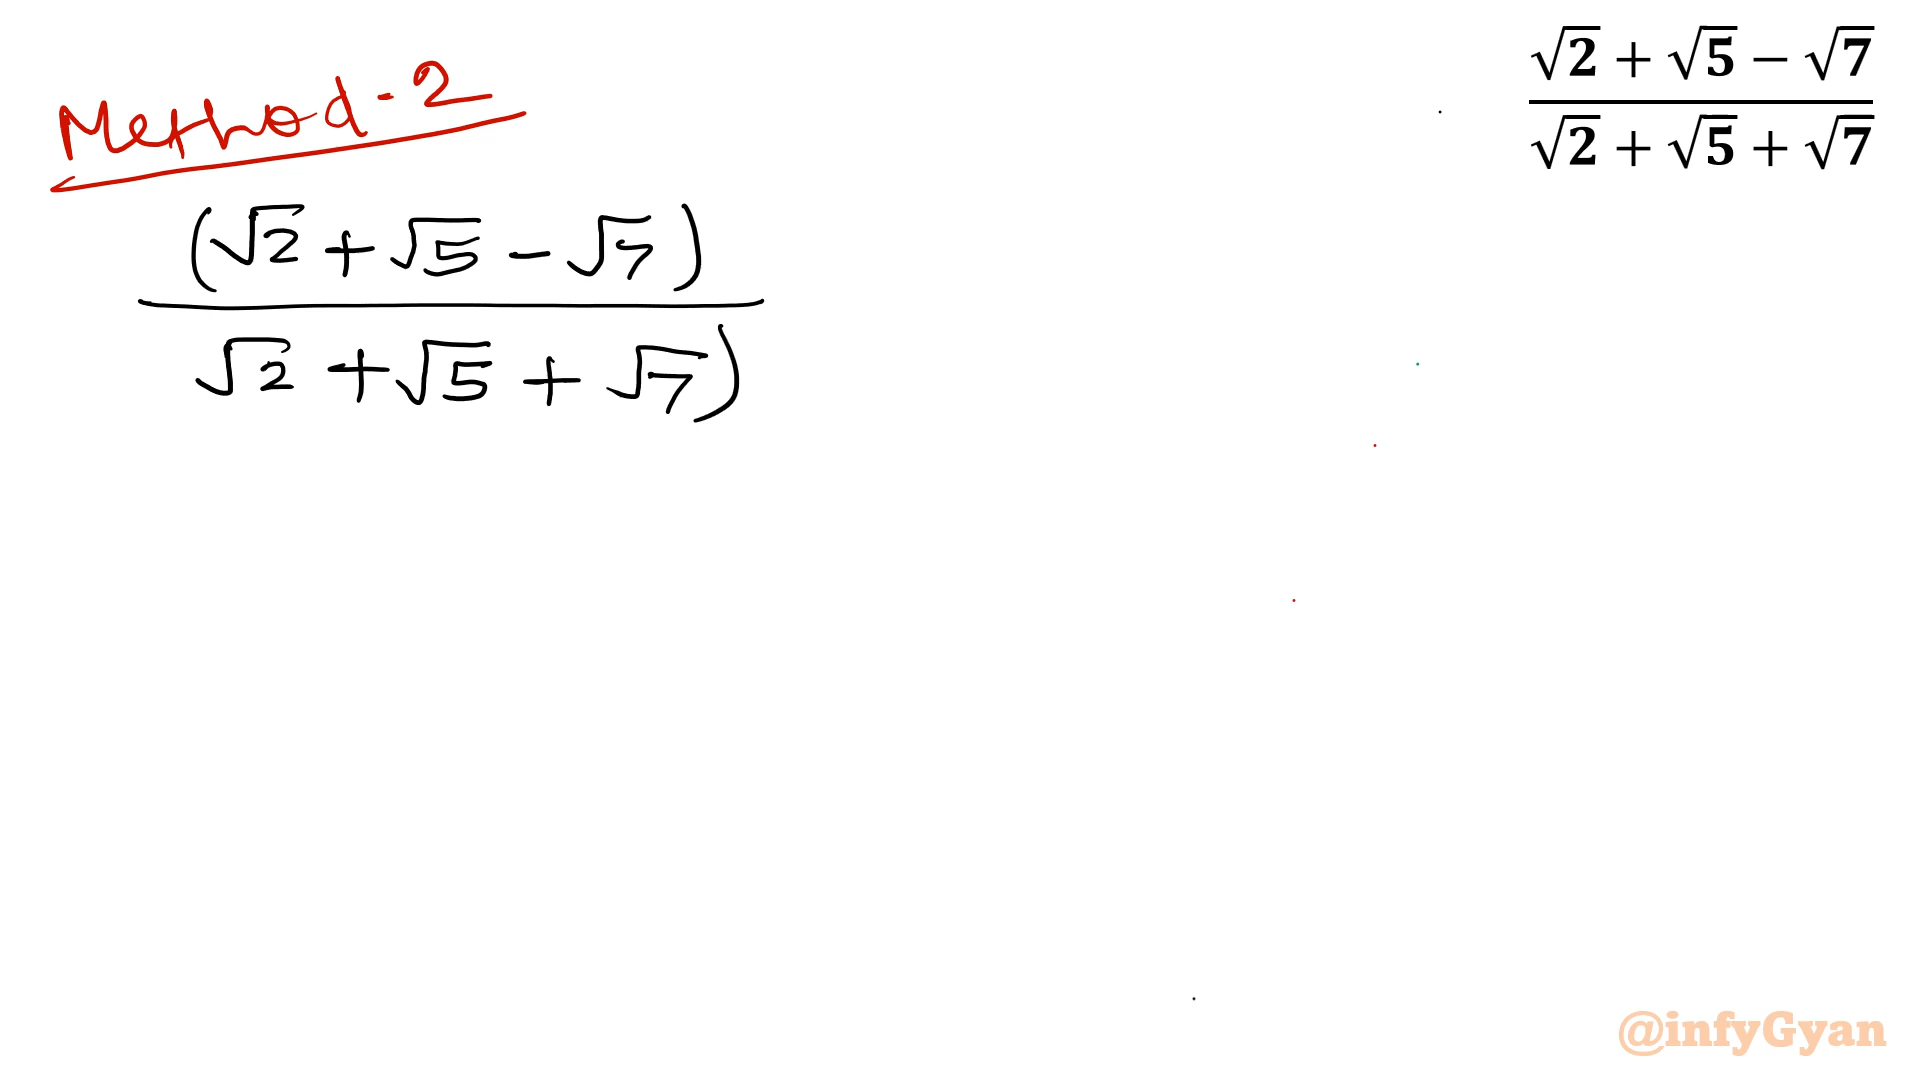 Method-2
√2 + √5 − √7
√2 + √5 + √7
(√2 + √5 − √7)
√2 + √5 + √7)
@infyGyan